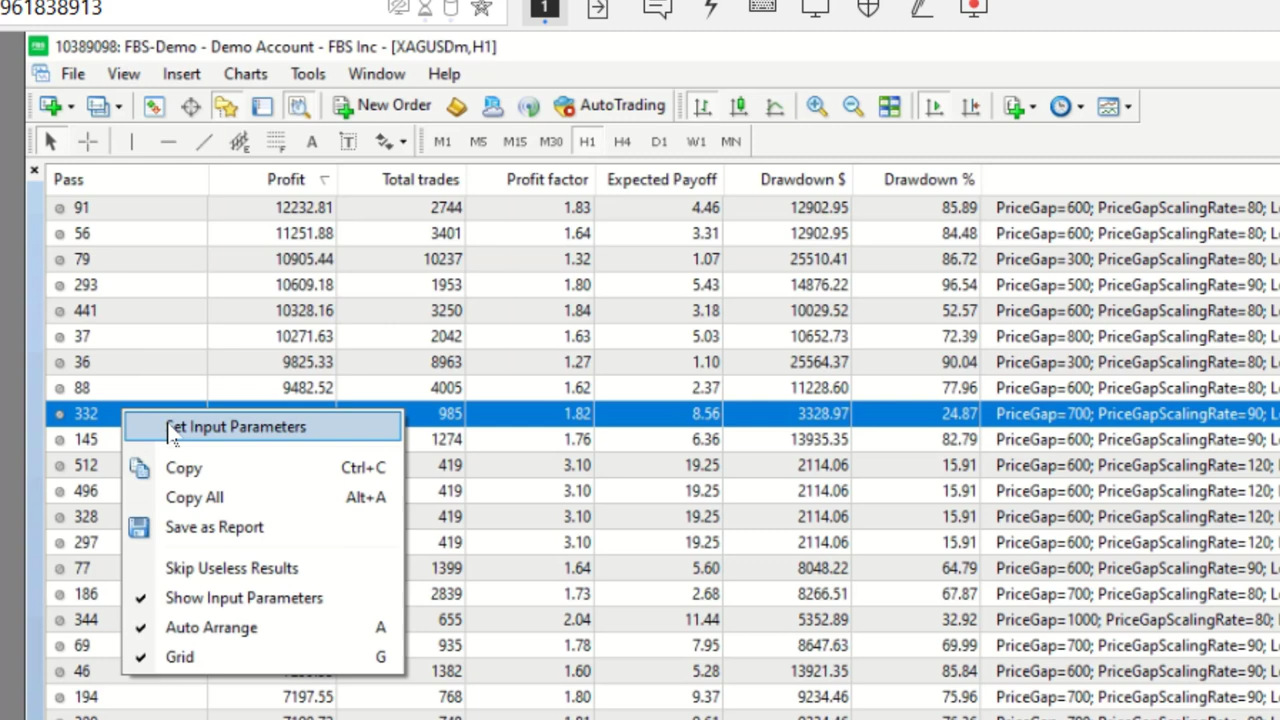 961838913
1
10389098: FBS-Demo - Demo Account - FBS Inc - [XAGUSDm,H1]
File View Insert Charts Tools Window Help
New Order AutoTrading
E F A T M1 M5 M15 M30 H1 H4 D1 W1 MN
Pass Profit Total trades Profit factor Expected Payoff Drawdown $ Drawdown %
91 12232.81 2744 1.83 4.46 12902.95 85.89 PriceGap=600; PriceGapScalingRate=80;
56 11251.88 3401 1.64 3.31 12902.95 84.48 PriceGap=600; PriceGapScalingRate=80;
79 10905.44 10237 1.32 1.07 25510.41 86.72 PriceGap=300; PriceGapScalingRate=80;
293 10609.18 1953 1.80 5.43 14876.22 96.54 PriceGap=500; PriceGapScalingRate=90;
441 10328.16 3250 1.84 3.18 10029.52 52.57 PriceGap=600; PriceGapScalingRate=80;
37 10271.63 2042 1.63 5.03 10652.73 72.39 PriceGap=800; PriceGapScalingRate=80;
36 9825.33 8963 1.27 1.10 25564.37 90.04 PriceGap=300; PriceGapScalingRate=80;
88 9482.52 4005 1.62 2.37 11228.60 77.96 PriceGap=600; PriceGapScalingRate=80;
332 985 1.82 8.56 3328.97 24.87 PriceGap=700; PriceGapScalingRate=90;
Set Input Parameters
145 1274 1.76 6.36 13935.35 82.79 PriceGap=600; PriceGapScalingRate=90;
512 Copy Ctrl+C 419 3.10 19.25 2114.06 15.91 PriceGap=600; PriceGapScalingRate=120;
496 Copy All Alt+A 419 3.10 19.25 2114.06 15.91 PriceGap=600; PriceGapScalingRate=120;
328 Save as Report 419 3.10 19.25 2114.06 15.91 PriceGap=600; PriceGapScalingRate=120;
297 419 3.10 19.25 2114.06 15.91 PriceGap=600; PriceGapScalingRate=120;
77 Skip Useless Results 1399 1.64 5.60 8048.22 64.79 PriceGap=600; PriceGapScalingRate=90;
186 Show Input Parameters 2839 1.73 2.68 8266.51 67.87 PriceGap=700; PriceGapScalingRate=80;
344 Auto Arrange A 655 2.04 11.44 5352.89 32.92 PriceGap=1000; PriceGapScalingRate=80;
69 Grid G 935 1.78 7.95 8647.63 69.99 PriceGap=700; PriceGapScalingRate=90;
46 1382 1.60 5.28 13921.35 85.84 PriceGap=600; PriceGapScalingRate=90;
194 7197.55 768 1.80 9.37 9234.46 75.96 PriceGap=700; PriceGapScalingRate=90;